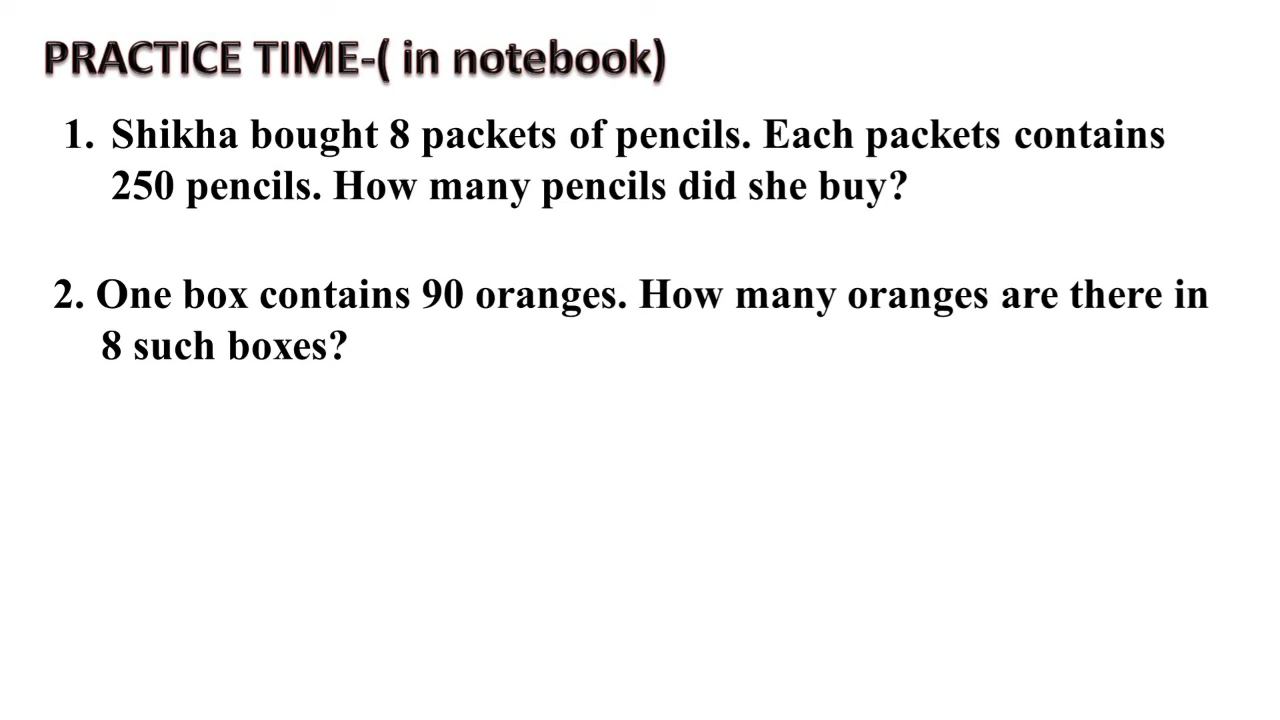 PRACTICE TIME-( in notebook)
1. Shikha bought 8 packets of pencils. Each packets contains
250 pencils. How many pencils did she buy?
2. One box contains 90 oranges. How many oranges are there in
8 such boxes?